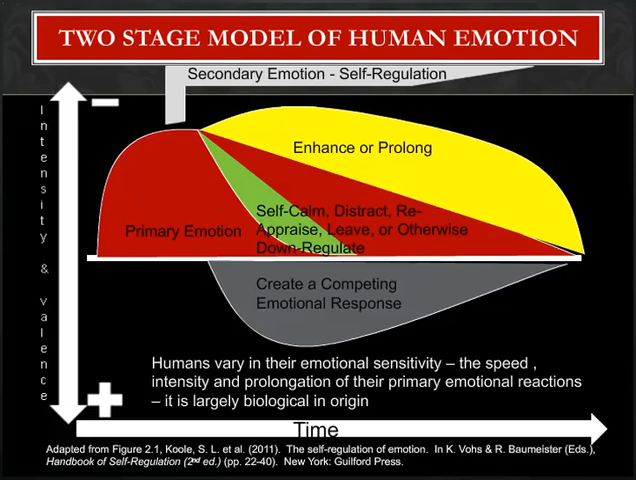 TWO STAGE MODEL OF HUMAN EMOTION
Secondary Emotion - Self-Regulation
Intensity & valence
Enhance or Prolong
Primary Emotion
Self-Calm, Distract, Re-
Appraise, Leave, or Otherwise
Down-Regulate
Create a Competing
Emotional Response
Humans vary in their emotional sensitivity – the speed ,
intensity and prolongation of their primary emotional reactions
– it is largely biological in origin
Time
Adapted from Figure 2.1, Koole, S. L. et al. (2011). The self-regulation of emotion. In K. Vohs & R. Baumeister (Eds.),
Handbook of Self-Regulation (2nd ed.) (pp. 22-40). New York: Guilford Press.